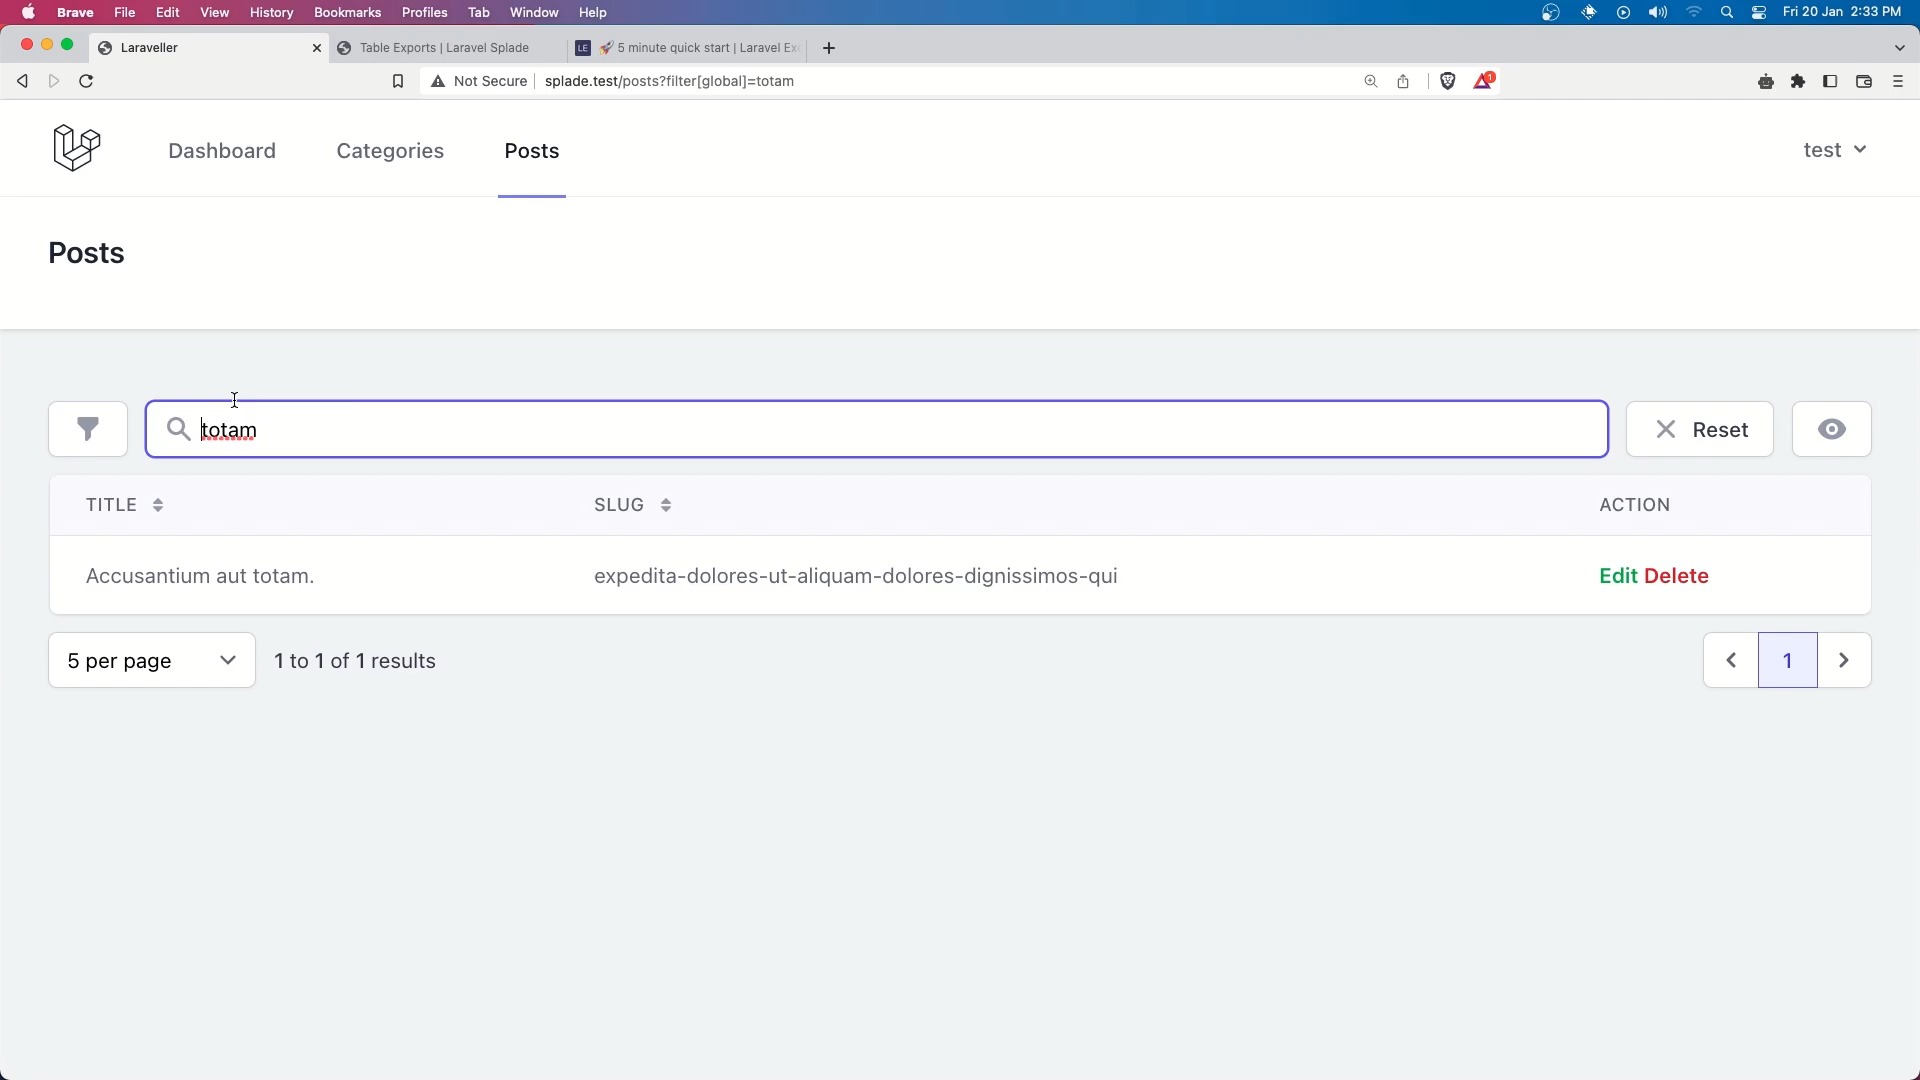 Brave File Edit View History Bookmarks Profiles Tab Window Help Fri 20 Jan 2:33 PM
Laraveller Table Exports | Laravel Splade LE 🚀 5 minute quick start | Laravel Exc
Not Secure splade.test/posts?filter[global]=totam 1
Dashboard Categories Posts test
Posts
totam Reset
TITLE SLUG ACTION
Accusantium aut totam. expedita-dolores-ut-aliquam-dolores-dignissimos-qui Edit Delete
5 per page 1 to 1 of 1 results 1